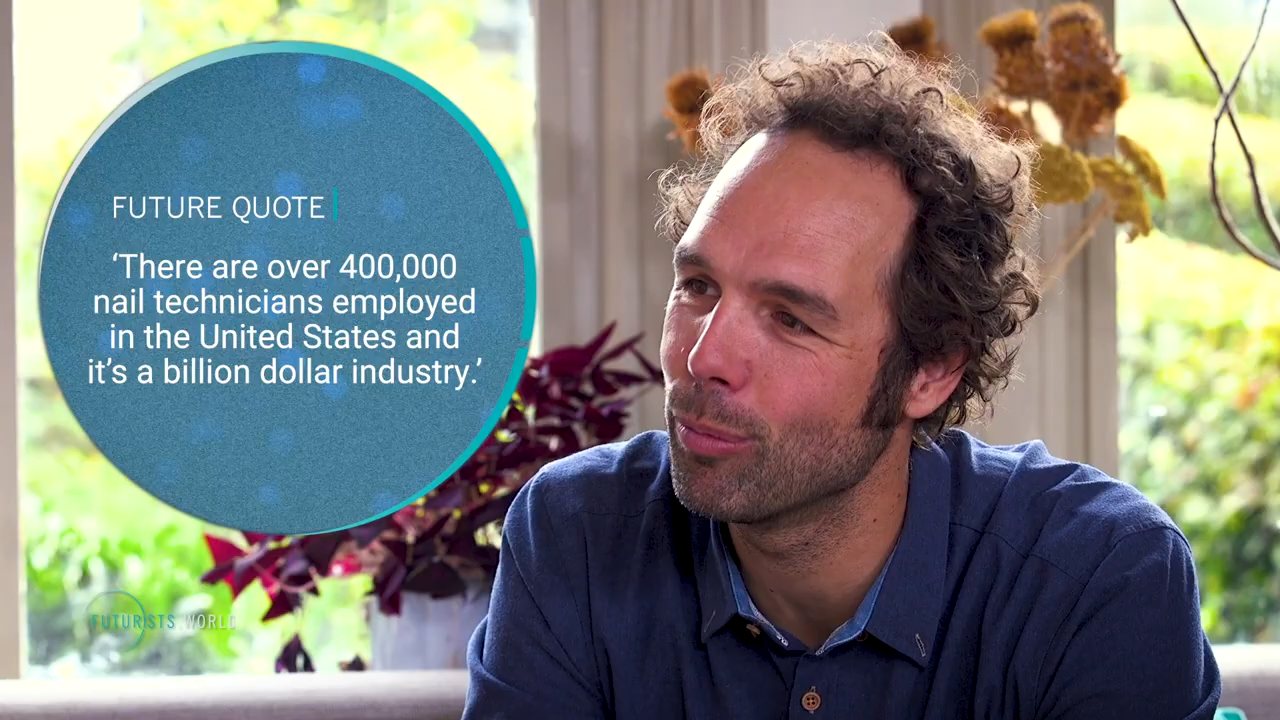 FUTURE QUOTE
‘There are over 400,000
nail technicians employed
in the United States and
it’s a billion dollar industry.’
FUTURISTS WORLD